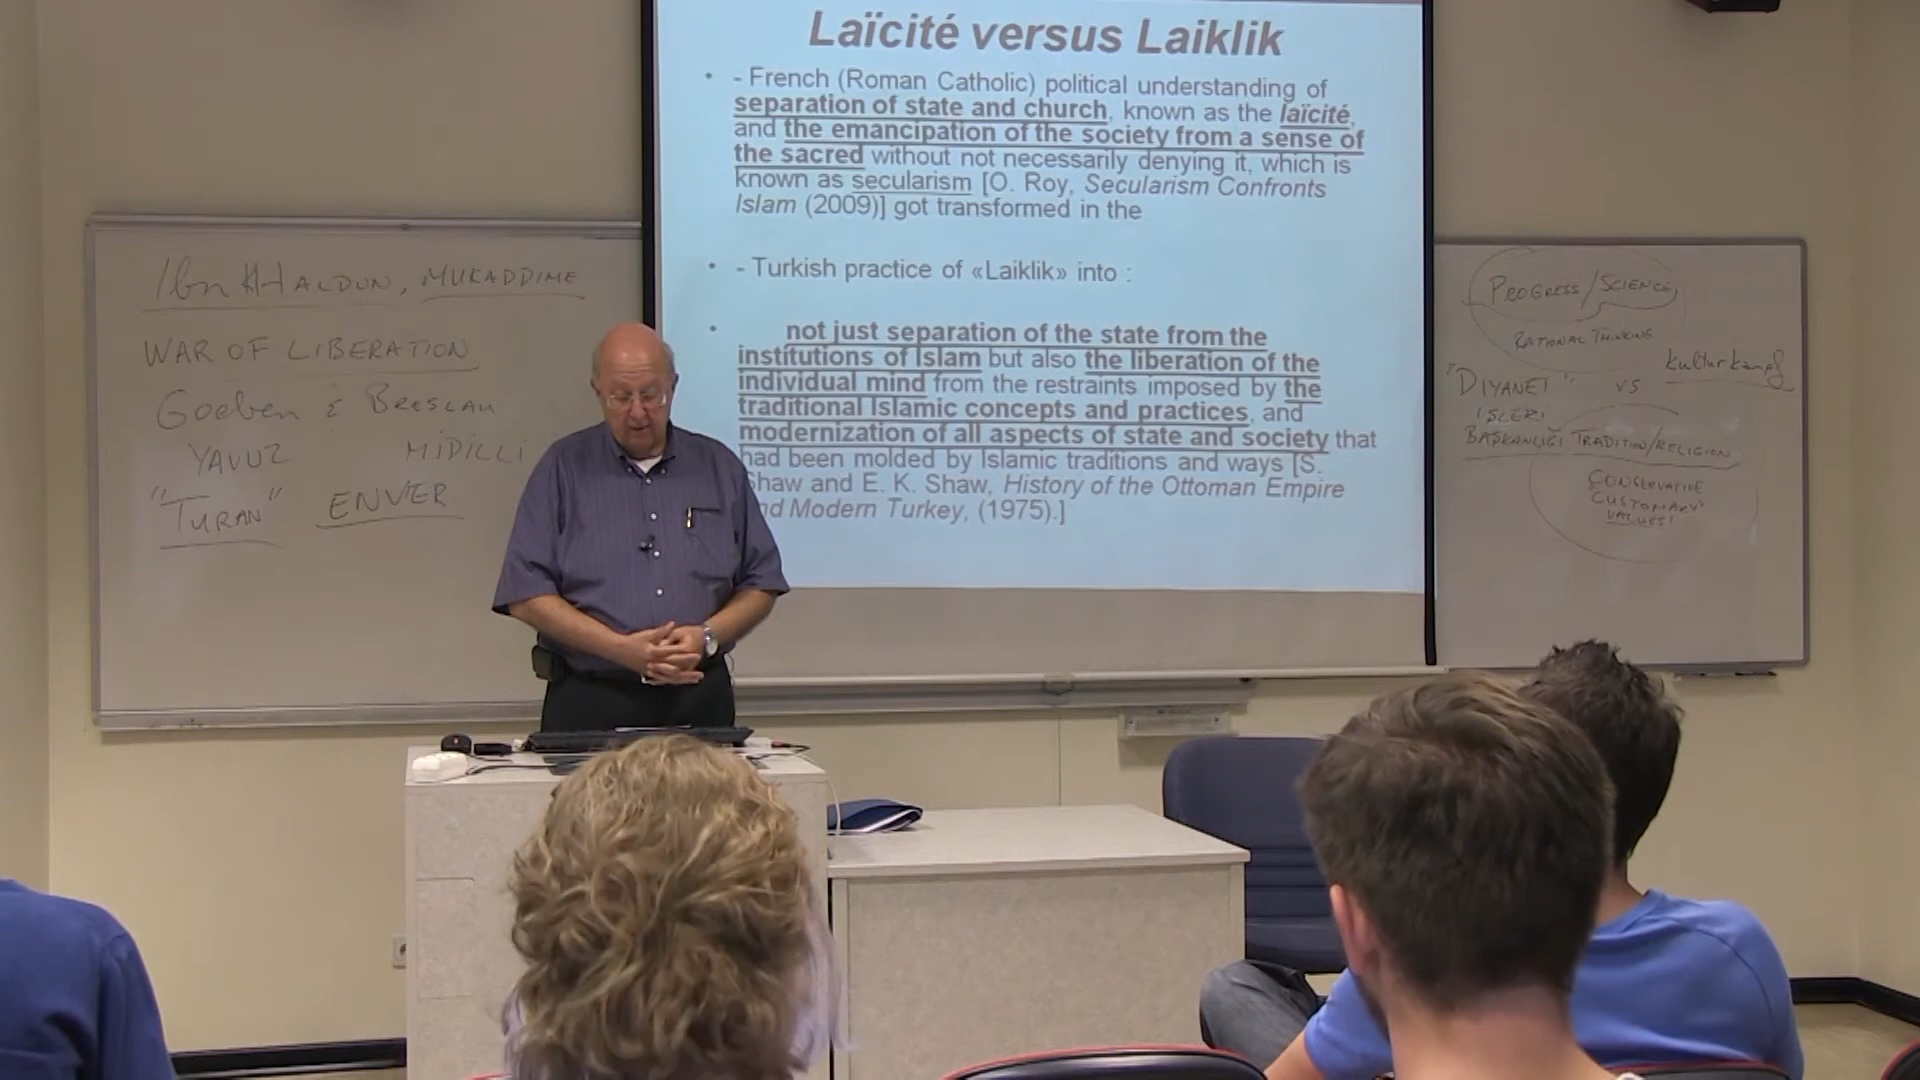 Laïcité versus Laiklik
• - French (Roman Catholic) political understanding of
separation of state and church, known as the laïcité,
and the emancipation of the society from a sense of
the sacred without not necessarily denying it, which is
known as secularism [O. Roy, Secularism Confronts
Islam (2009)] got transformed in the
• - Turkish practice of «Laiklik» into :
• not just separation of the state from the
institutions of Islam but also the liberation of the
individual mind from the restraints imposed by the
traditional Islamic concepts and practices, and
modernization of all aspects of state and society that
had been molded by Islamic traditions and ways [S.
Shaw and E. K. Shaw, History of the Ottoman Empire
nd Modern Turkey, (1975).]
Ibn HALDUN, MUKADDIME
WAR OF LIBERATION
Goeben & BRESLAU
YAVUZ MİDİLLİ
"TURAN" ENVER
PROGRESS/SCIENCE
RATIONAL THINKING
kulturkampf
"DIYANET" VS
İŞLERİ
BAŞKANLIĞI TRADITION/RELIGION
CONSERVATIVE
CUSTOMARY
VALUES!